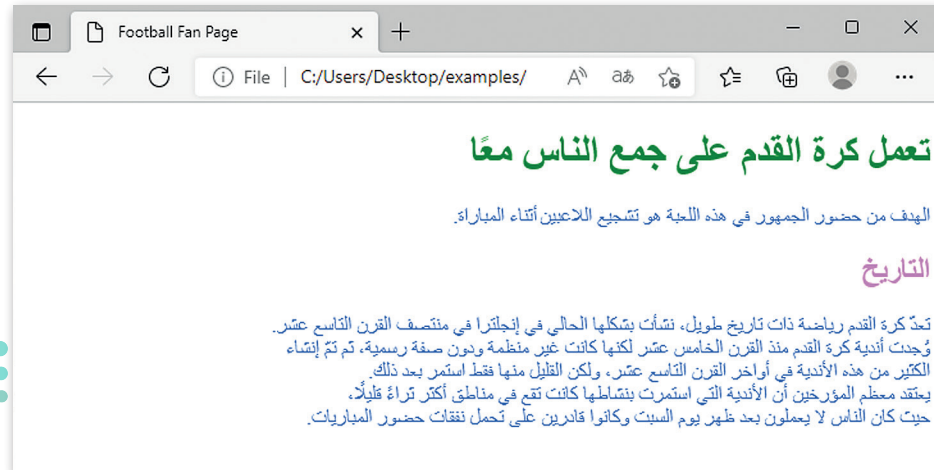 Football Fan Page
File | C:/Users/Desktop/examples/
تعمل كرة القدم على جمع الناس معًا
الهدف من حضور الجمهور في هذه اللعبة هو تشجيع اللاعبين أثناء المباراة.
التاريخ
تعدّ كرة القدم رياضة ذات تاريخ طويل، نشأت بشكلها الحالي في إنجلترا في منتصف القرن التاسع عشر.
وُجدت أندية كرة القدم منذ القرن الخامس عشر لكنها كانت غير منظمة ودون صفة رسمية، ثم تمّ إنشاء
الكثير من هذه الأندية في أواخر القرن التاسع عشر، ولكن القليل منها فقط استمر بعد ذلك.
يعتقد معظم المؤرخين أن الأندية التي استمرت بنشاطها كانت تقع في مناطق أكثر ثراءً قليلًا،
حيث كان الناس لا يعملون بعد ظهر يوم السبت وكانوا قادرين على تحمل نفقات حضور المباريات.